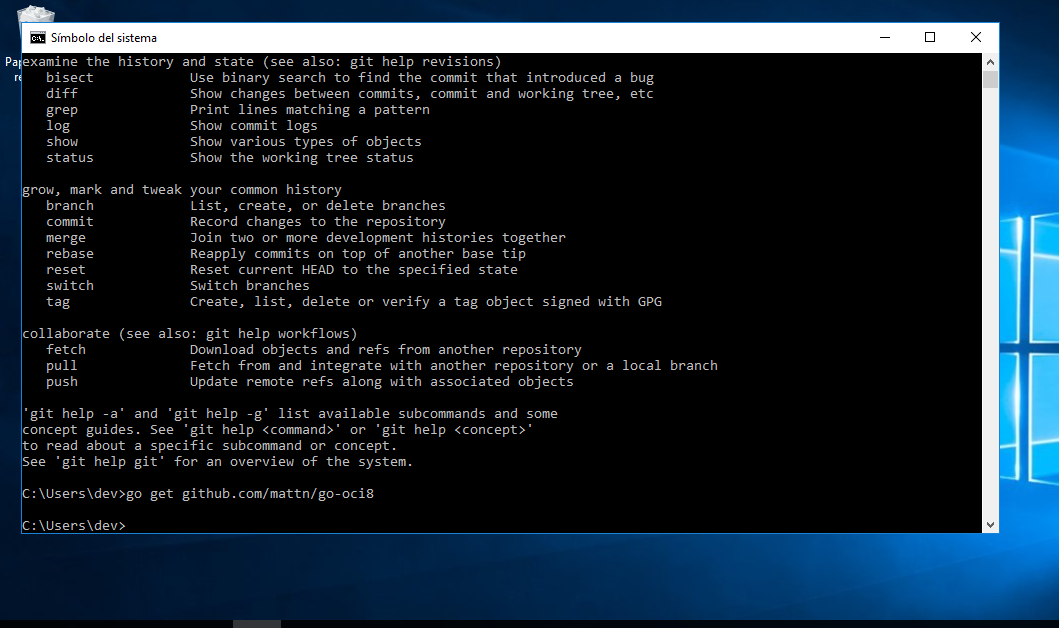 Símbolo del sistema
Pap
re
examine the history and state (see also: git help revisions)
bisect Use binary search to find the commit that introduced a bug
diff Show changes between commits, commit and working tree, etc
grep Print lines matching a pattern
log Show commit logs
show Show various types of objects
status Show the working tree status
grow, mark and tweak your common history
branch List, create, or delete branches
commit Record changes to the repository
merge Join two or more development histories together
rebase Reapply commits on top of another base tip
reset Reset current HEAD to the specified state
switch Switch branches
tag Create, list, delete or verify a tag object signed with GPG
collaborate (see also: git help workflows)
fetch Download objects and refs from another repository
pull Fetch from and integrate with another repository or a local branch
push Update remote refs along with associated objects
'git help -a' and 'git help -g' list available subcommands and some
concept guides. See 'git help <command>' or 'git help <concept>'
to read about a specific subcommand or concept.
See 'git help git' for an overview of the system.
C:\Users\dev>go get github.com/mattn/go-oci8
C:\Users\dev>